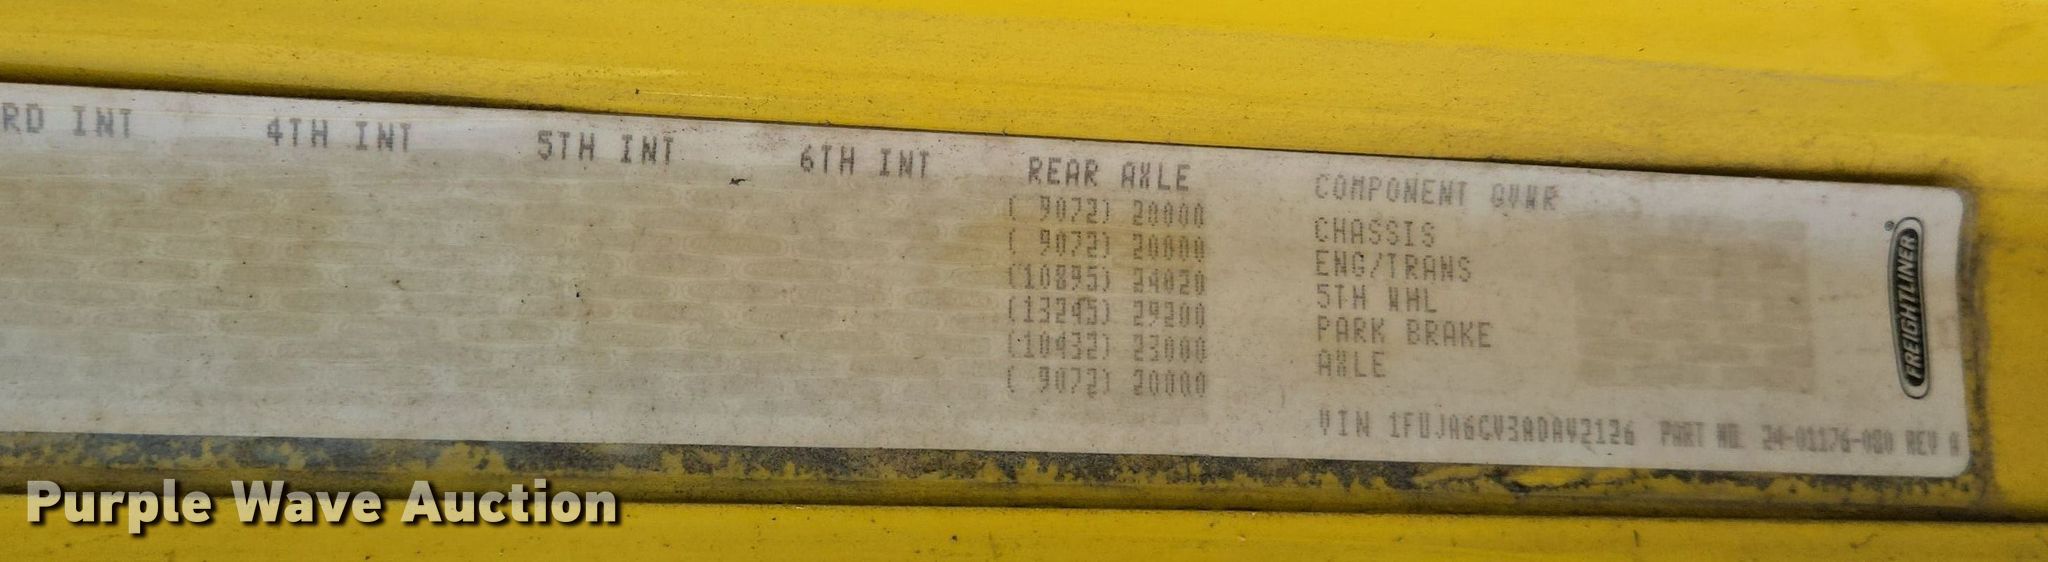 RD INT 4TH INT 5TH INT 6TH INT REAR AXLE COMPONENT GVWR
( 9072) 20000 CHASSIS
( 9072) 20000 ENG/TRANS
(10895) 24020 5TH WHL
(13245) 29200 PARK BRAKE
(10432) 23000 AXLE
( 9072) 20000
VIN 1FUJA6CV3ADAV2126 PART NO. 24-01176-080 REV A
FREIGHTLINER®
Purple Wave Auction